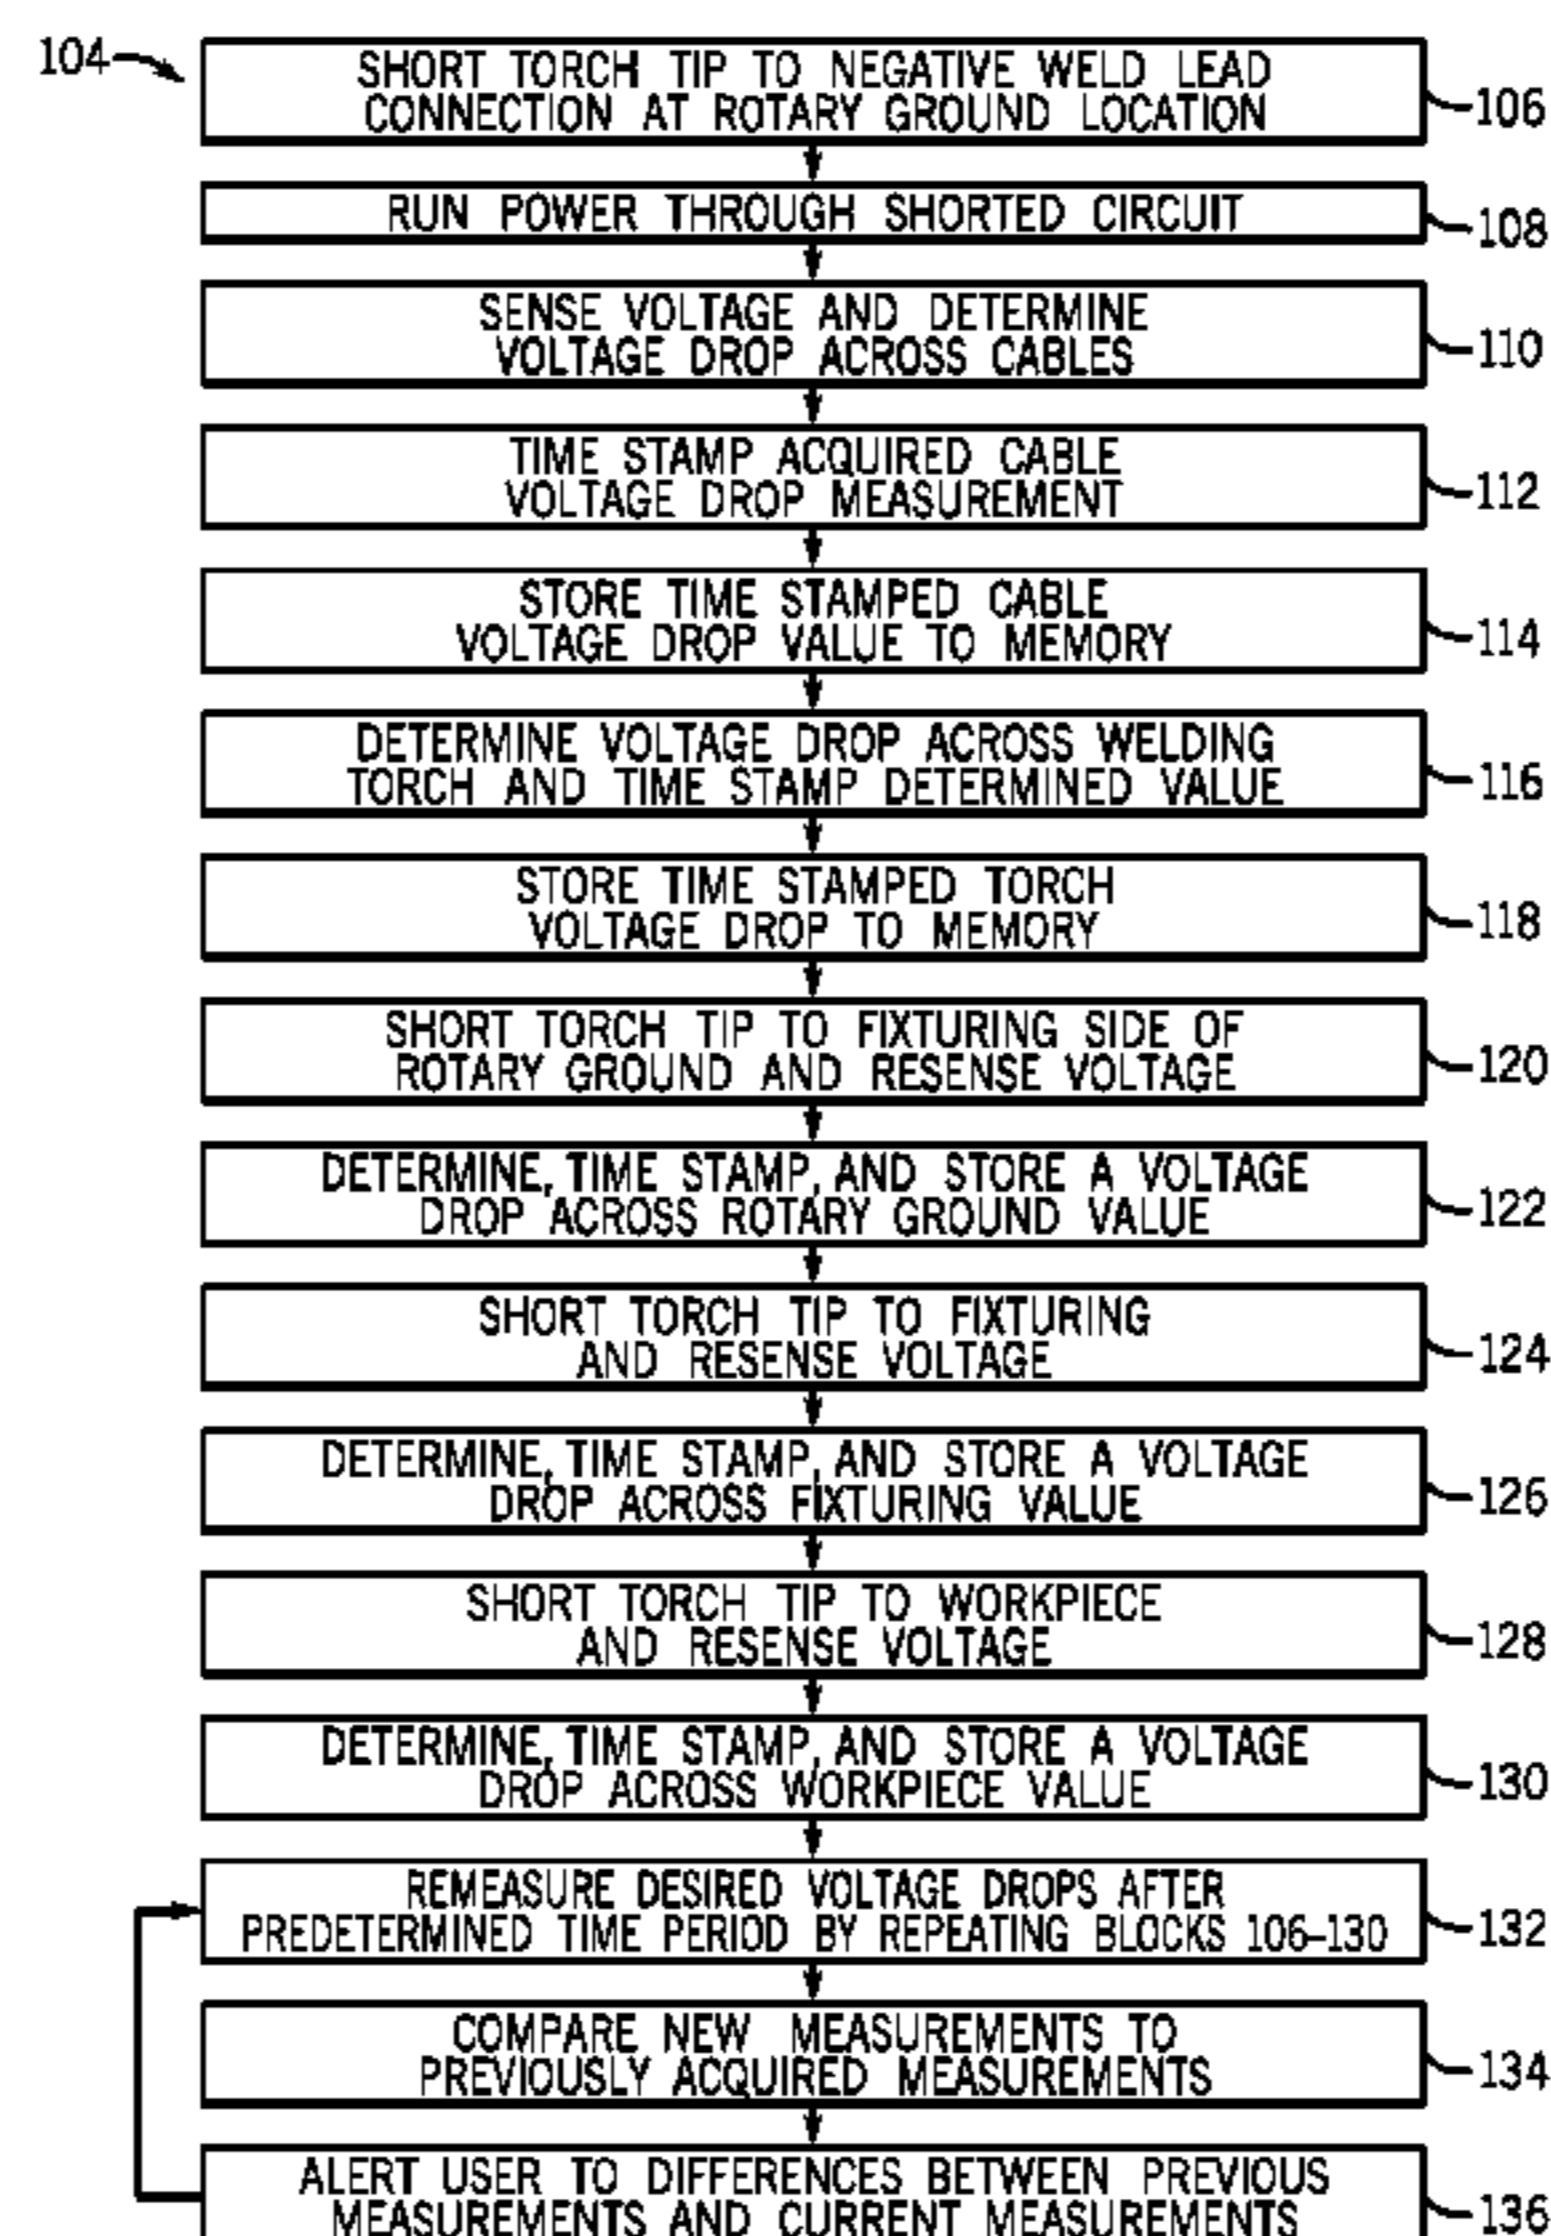 104
SHORT TORCH TIP TO NEGATIVE WELD LEAD
CONNECTION AT ROTARY GROUND LOCATION
106
RUN POWER THROUGH SHORTED CIRCUIT
108
SENSE VOLTAGE AND DETERMINE
VOLTAGE DROP ACROSS CABLES
110
TIME STAMP ACQUIRED CABLE
VOLTAGE DROP MEASUREMENT
112
STORE TIME STAMPED CABLE
VOLTAGE DROP VALUE TO MEMORY
114
DETERMINE VOLTAGE DROP ACROSS WELDING
TORCH AND TIME STAMP DETERMINED VALUE
116
STORE TIME STAMPED TORCH
VOLTAGE DROP TO MEMORY
118
SHORT TORCH TIP TO FIXTURING SIDE OF
ROTARY GROUND AND RESENSE VOLTAGE
120
DETERMINE, TIME STAMP, AND STORE A VOLTAGE
DROP ACROSS ROTARY GROUND VALUE
122
SHORT TORCH TIP TO FIXTURING
AND RESENSE VOLTAGE
124
DETERMINE, TIME STAMP, AND STORE A VOLTAGE
DROP ACROSS FIXTURING VALUE
126
SHORT TORCH TIP TO WORKPIECE
AND RESENSE VOLTAGE
128
DETERMINE, TIME STAMP, AND STORE A VOLTAGE
DROP ACROSS WORKPIECE VALUE
130
REMEASURE DESIRED VOLTAGE DROPS AFTER
PREDETERMINED TIME PERIOD BY REPEATING BLOCKS 106–130
132
COMPARE NEW MEASUREMENTS TO
PREVIOUSLY ACQUIRED MEASUREMENTS
134
ALERT USER TO DIFFERENCES BETWEEN PREVIOUS
MEASUREMENTS AND CURRENT MEASUREMENTS
136